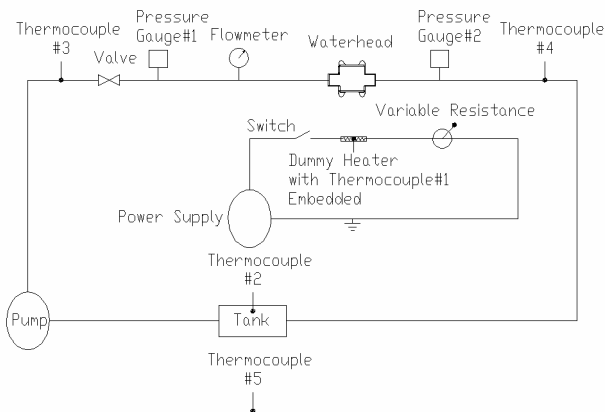 Thermocouple
#3
Valve
Pressure
Gauge#1
Flowmeter
Waterhead
Pressure
Gauge#2
Thermocouple
#4
Switch
Variable Resistance
Dummy Heater
with Thermocouple#1
Embedded
Power Supply
Thermocouple
#2
Pump
Tank
Thermocouple
#5